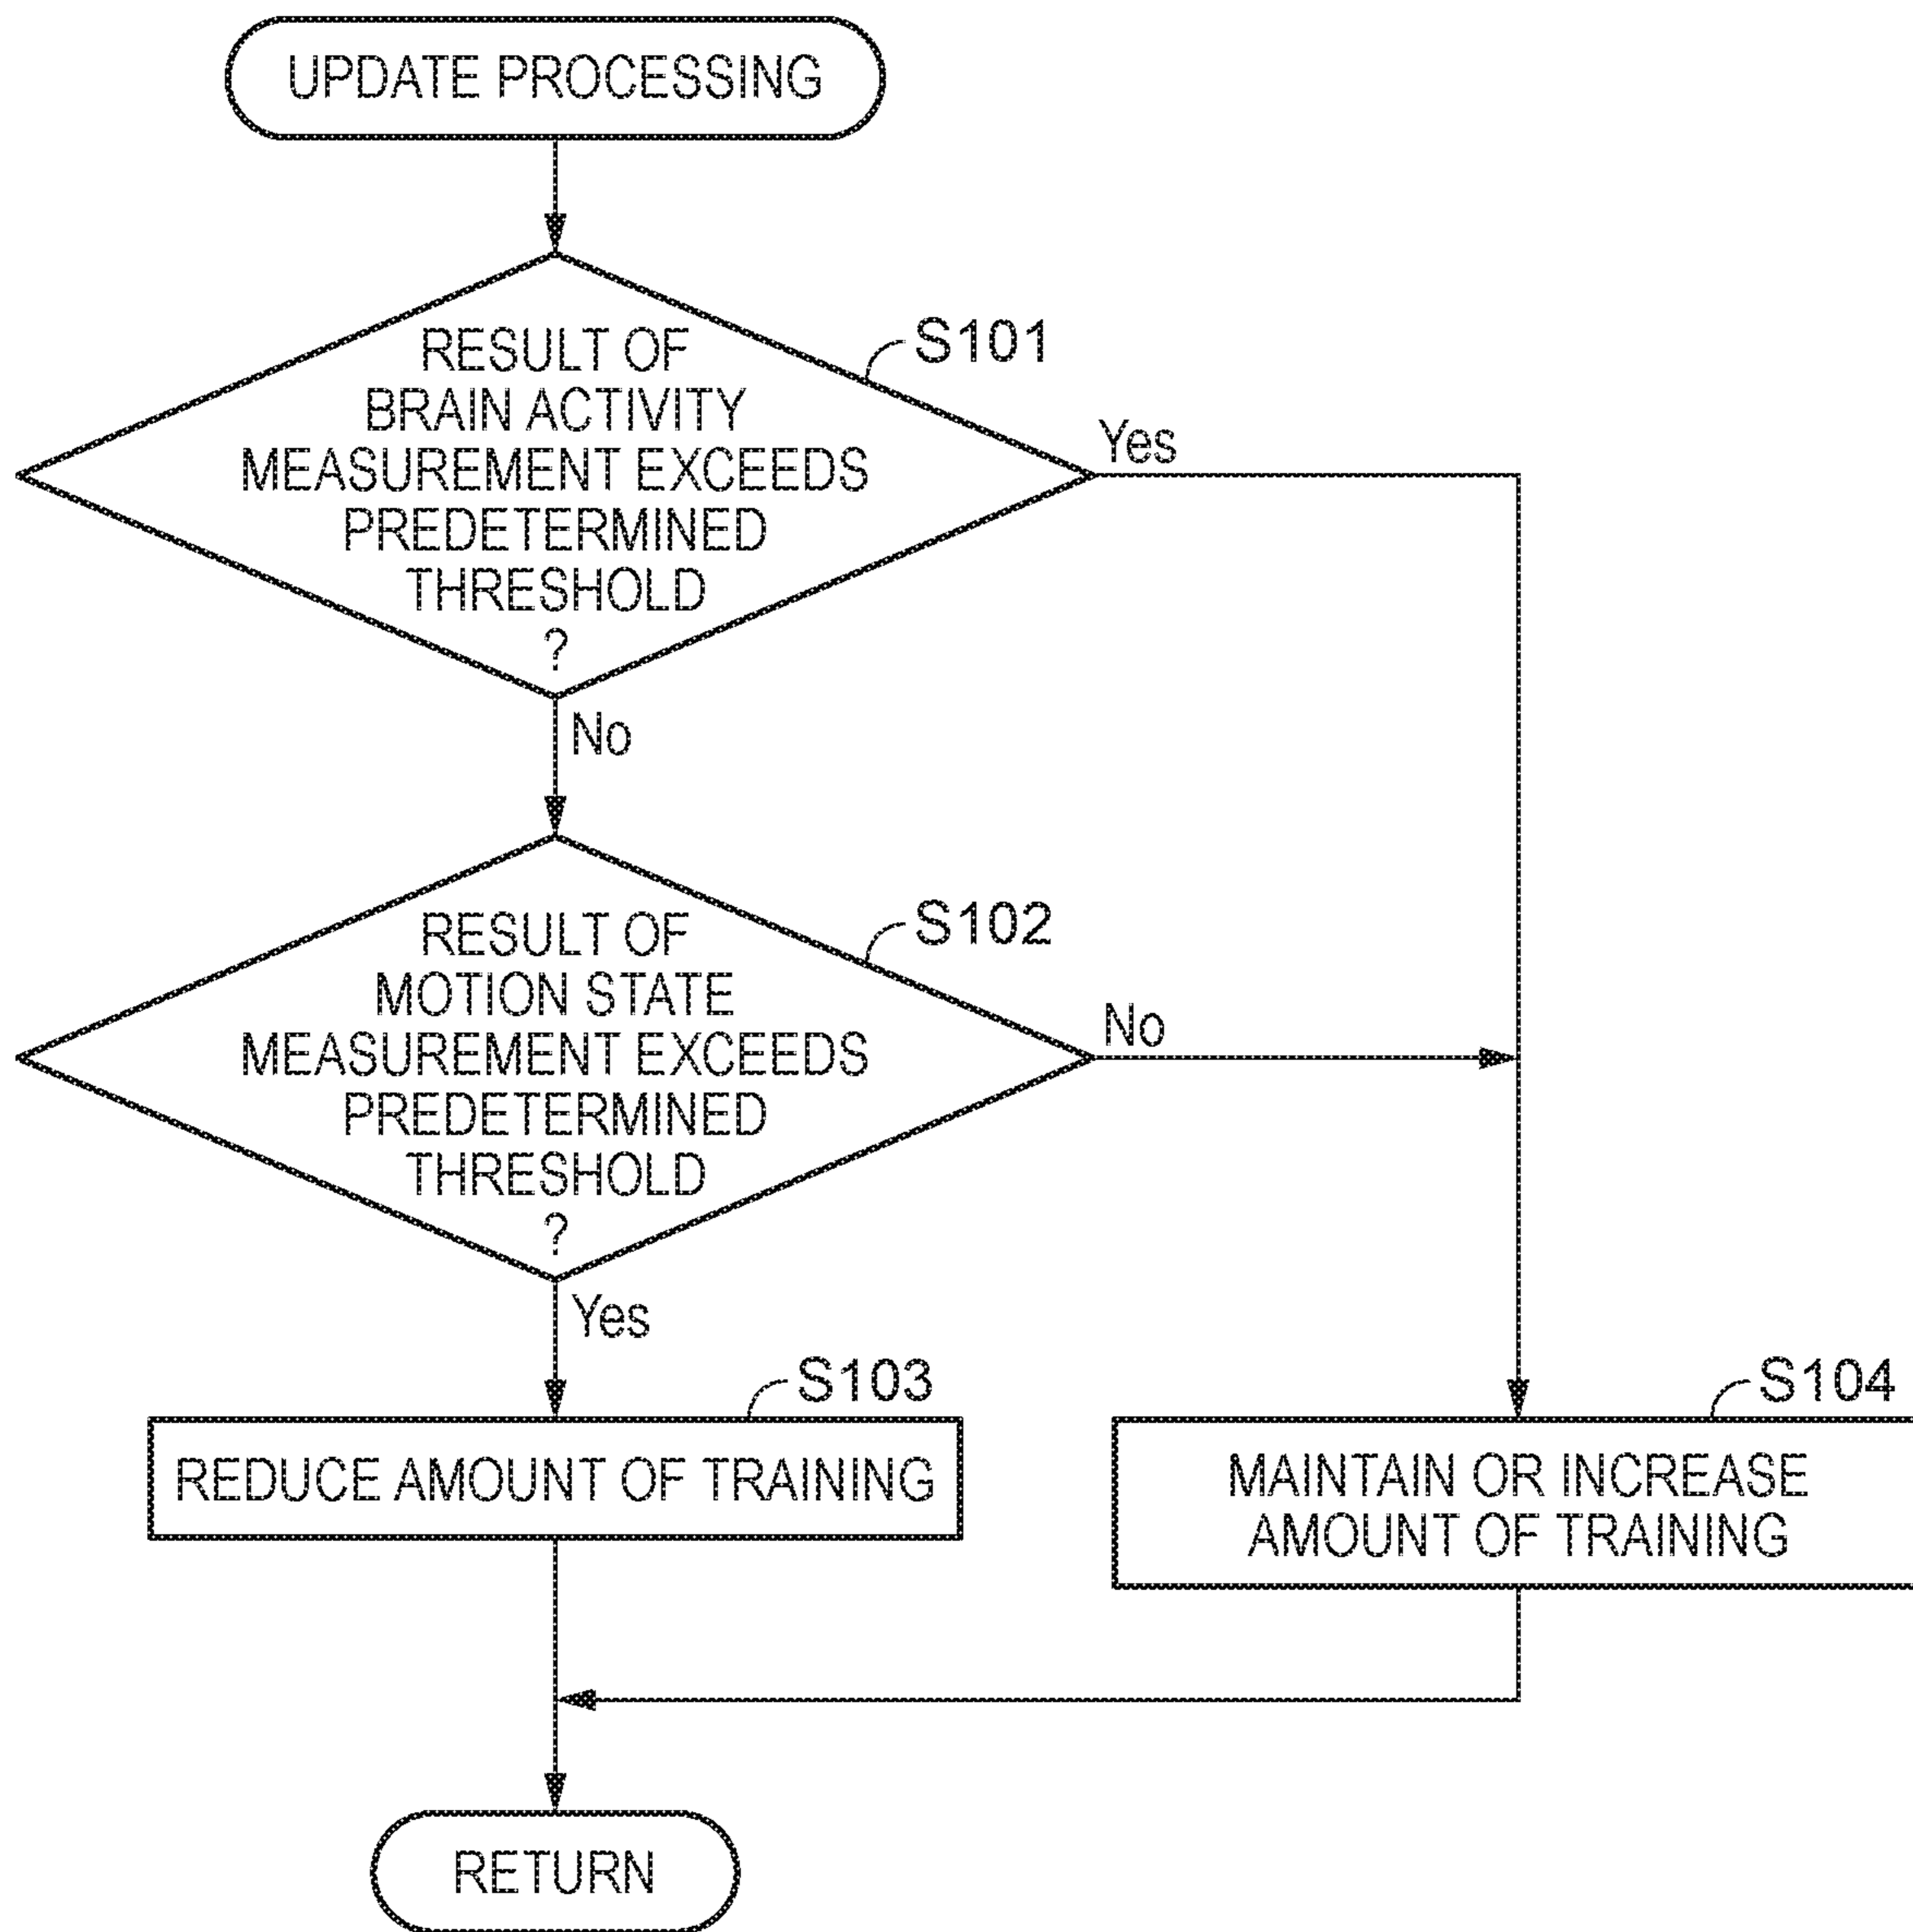 UPDATE PROCESSING
RESULT OF
BRAIN ACTIVITY
MEASUREMENT EXCEEDS
PREDETERMINED
THRESHOLD
?
S101
Yes
No
RESULT OF
MOTION STATE
MEASUREMENT EXCEEDS
PREDETERMINED
THRESHOLD
?
S102
No
Yes
S103
REDUCE AMOUNT OF TRAINING
S104
MAINTAIN OR INCREASE
AMOUNT OF TRAINING
RETURN